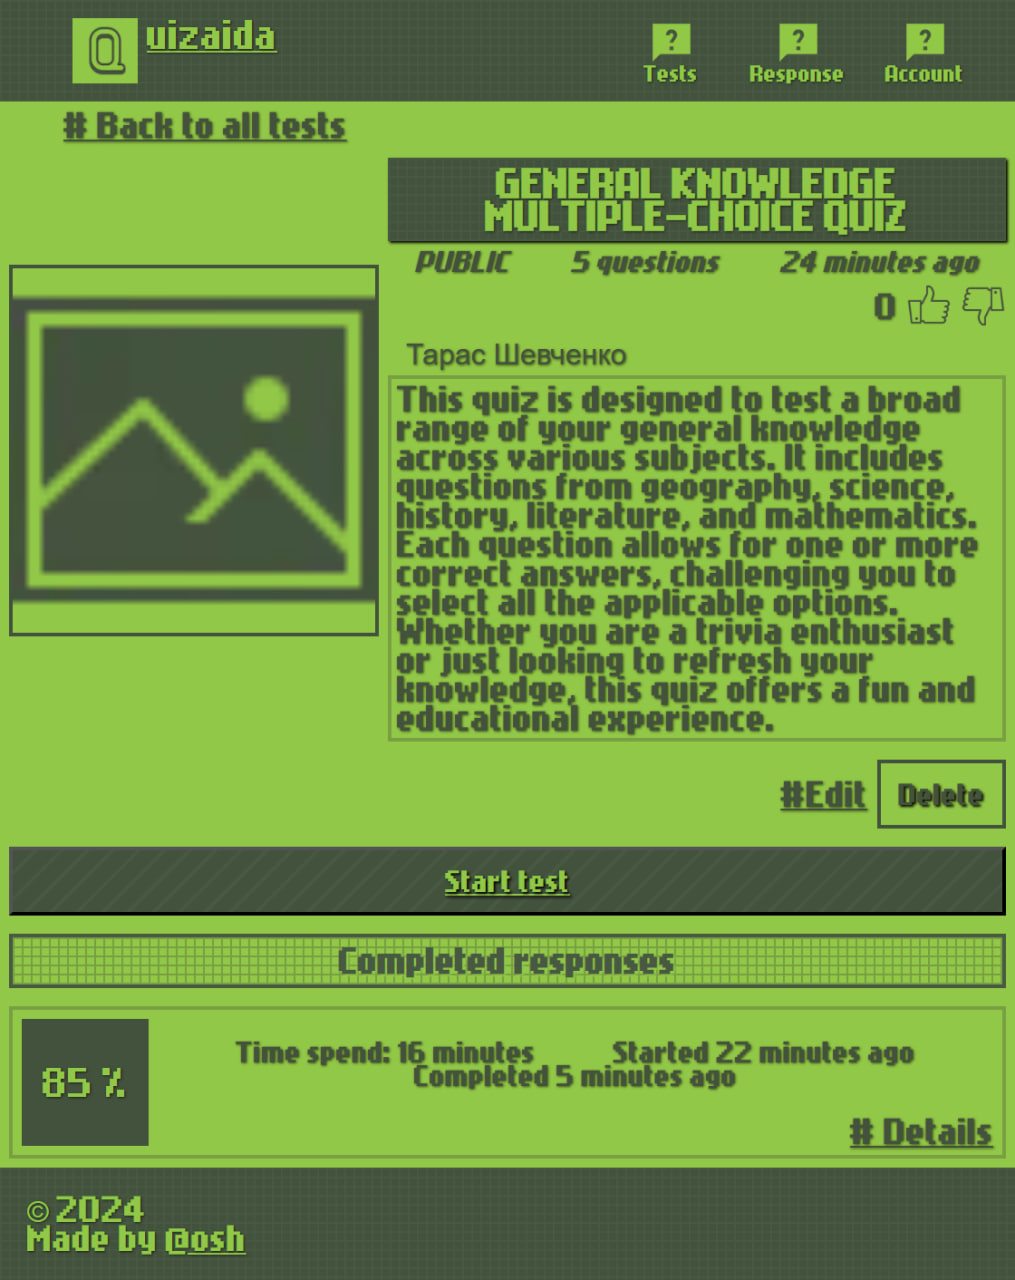 Quizaida
? ? ?
Tests Response Account
# Back to all tests
GENERAL KNOWLEDGE
MULTIPLE-CHOICE QUIZ
PUBLIC 5 questions 24 minutes ago
0
Тарас Шевченко
This quiz is designed to test a broad
range of your general knowledge
across various subjects. It includes
questions from geography, science,
history, literature, and mathematics.
Each question allows for one or more
correct answers, challenging you to
select all the applicable options.
Whether you are a trivia enthusiast
or just looking to refresh your
knowledge, this quiz offers a fun and
educational experience.
#Edit Delete
Start test
Completed responses
85 %
Time spend: 16 minutes Started 22 minutes ago
Completed 5 minutes ago
# Details
© 2024
Made by @osh